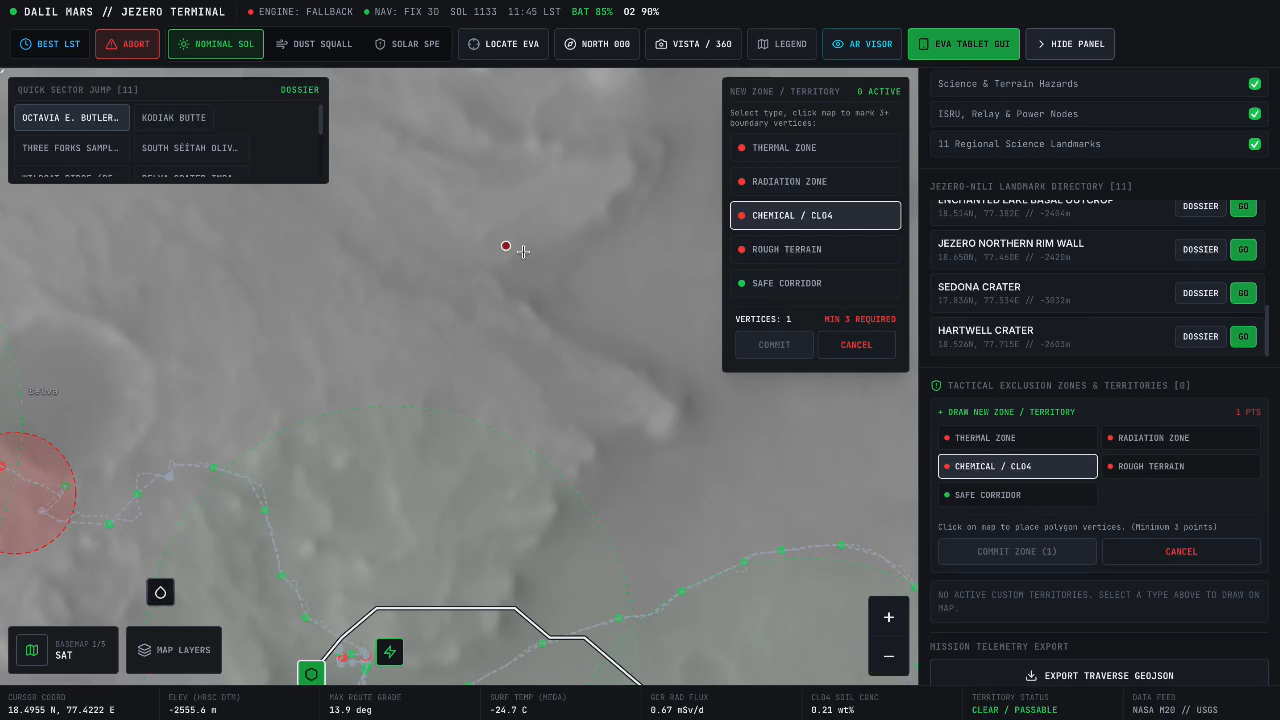 DALIL MARS // JEZERO TERMINAL
ENGINE: FALLBACK
NAV: FIX 3D
SOL 1133
11:45 LST
BAT 85%
O2 90%
BEST LST
ABORT
NOMINAL SOL
DUST SQUALL
SOLAR SPE
LOCATE EVA
NORTH 000
VISTA / 360
LEGEND
AR VISOR
EVA TABLET GUI
HIDE PANEL
QUICK SECTOR JUMP [11]
DOSSIER
OCTAVIA E. BUTLER…
KODIAK BUTTE
THREE FORKS SAMPL…
SOUTH SÉÍTAH OLIV…
Belva
NEW ZONE / TERRITORY
0 ACTIVE
Select type, click map to mark 3+
boundary vertices:
THERMAL ZONE
RADIATION ZONE
CHEMICAL / CLO4
ROUGH TERRAIN
SAFE CORRIDOR
VERTICES: 1
MIN 3 REQUIRED
COMMIT
CANCEL
BASEMAP 1/5
SAT
MAP LAYERS
+
−
Science & Terrain Hazards
ISRU, Relay & Power Nodes
11 Regional Science Landmarks
JEZERO-NILI LANDMARK DIRECTORY [11]
ENCHANTED LAKE BASAL OUTCROP
18.514N, 77.382E // -2404m
DOSSIER
GO
JEZERO NORTHERN RIM WALL
18.650N, 77.460E // -2420m
DOSSIER
GO
SEDONA CRATER
17.836N, 77.534E // -3032m
DOSSIER
GO
HARTWELL CRATER
18.526N, 77.715E // -2603m
DOSSIER
GO
TACTICAL EXCLUSION ZONES & TERRITORIES [0]
+ DRAW NEW ZONE / TERRITORY
1 PTS
THERMAL ZONE
RADIATION ZONE
CHEMICAL / CLO4
ROUGH TERRAIN
SAFE CORRIDOR
Click on map to place polygon vertices. (Minimum 3 points)
COMMIT ZONE (1)
CANCEL
NO ACTIVE CUSTOM TERRITORIES. SELECT A TYPE ABOVE TO DRAW ON
MAP.
MISSION TELEMETRY EXPORT
EXPORT TRAVERSE GEOJSON
CURSOR COORD
18.4955 N, 77.4222 E
ELEV (HRSC DTM)
-2555.6 m
MAX ROUTE GRADE
13.9 deg
SURF TEMP (MEDA)
-24.7 C
GCR RAD FLUX
0.67 mSv/d
CLO4 SOIL CONC
0.21 wt%
TERRITORY STATUS
CLEAR / PASSABLE
DATA FEED
NASA M20 // USGS